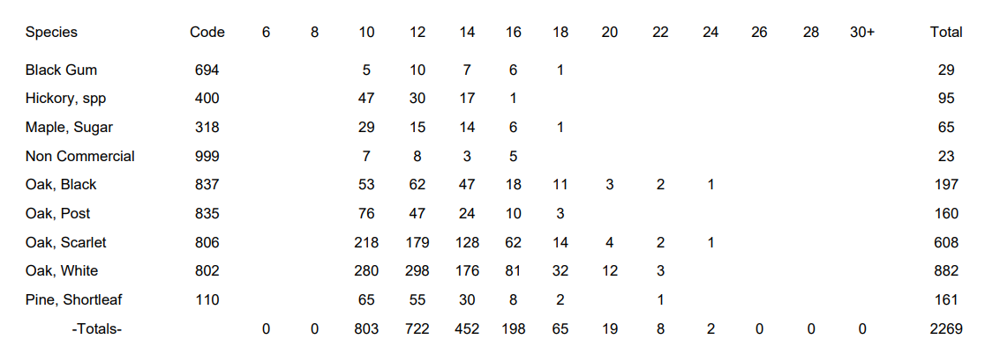 Species Code 6 8 10 12 14 16 18 20 22 24 26 28 30+ Total
Black Gum 694 5 10 7 6 1 29
Hickory, spp 400 47 30 17 1 95
Maple, Sugar 318 29 15 14 6 1 65
Non Commercial 999 7 8 3 5 23
Oak, Black 837 53 62 47 18 11 3 2 1 197
Oak, Post 835 76 47 24 10 3 160
Oak, Scarlet 806 218 179 128 62 14 4 2 1 608
Oak, White 802 280 298 176 81 32 12 3 882
Pine, Shortleaf 110 65 55 30 8 2 1 161
-Totals- 0 0 803 722 452 198 65 19 8 2 0 0 0 2269